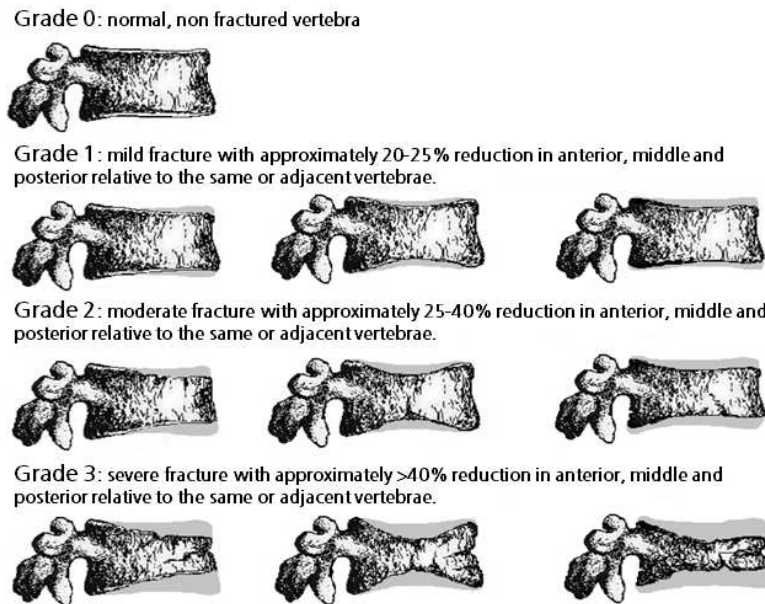 Grade 0: normal, non fractured vertebra
Grade 1: mild fracture with approximately 20-25% reduction in anterior, middle and
posterior relative to the same or adjacent vertebrae.
Grade 2: moderate fracture with approximately 25-40% reduction in anterior, middle and
posterior relative to the same or adjacent vertebrae.
Grade 3: severe fracture with approximately >40% reduction in anterior, middle and
posterior relative to the same or adjacent vertebrae.